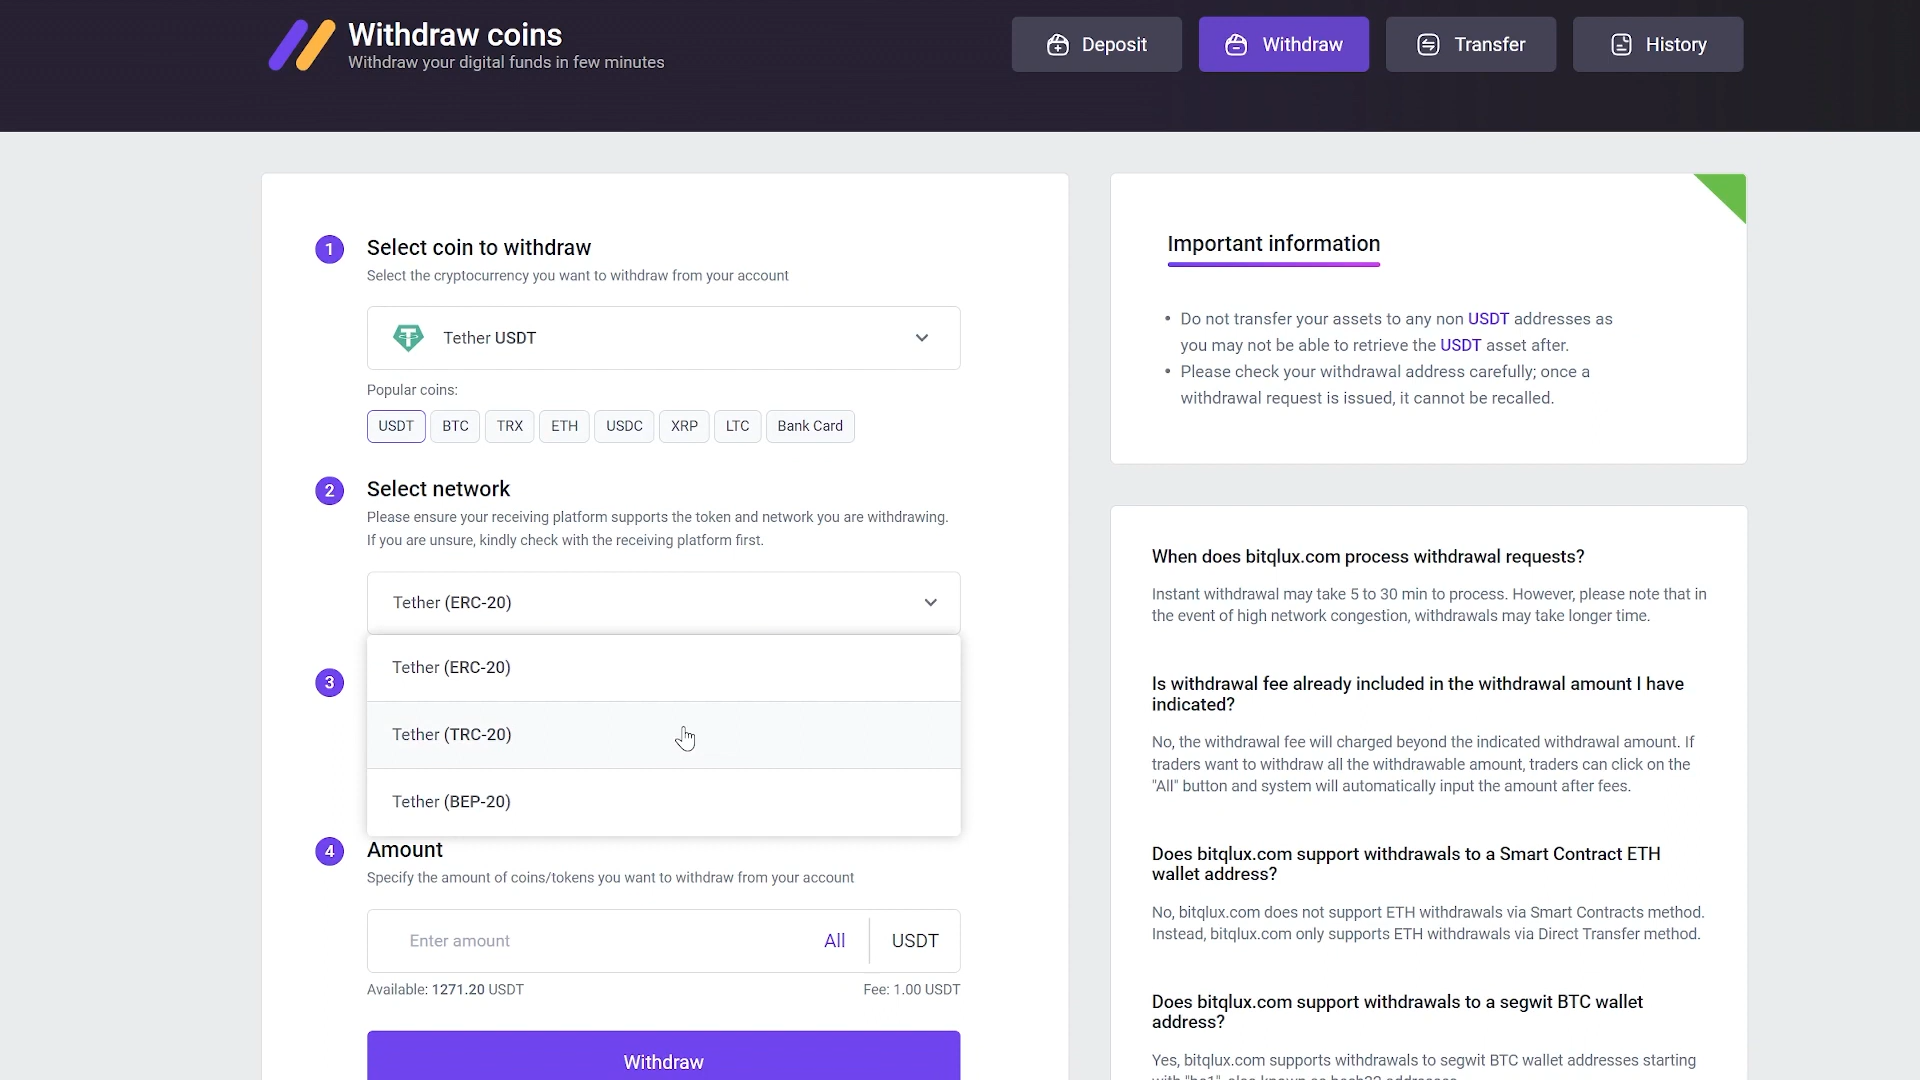 Withdraw coins
Withdraw your digital funds in few minutes
Deposit
Withdraw
Transfer
History
1
Select coin to withdraw
Select the cryptocurrency you want to withdraw from your account
Tether USDT
Popular coins:
USDT
BTC
TRX
ETH
USDC
XRP
LTC
Bank Card
2
Select network
Please ensure your receiving platform supports the token and network you are withdrawing.
If you are unsure, kindly check with the receiving platform first.
Tether (ERC-20)
3
Tether (ERC-20)
Tether (TRC-20)
Tether (BEP-20)
4
Amount
Specify the amount of coins/tokens you want to withdraw from your account
Enter amount
All
USDT
Available: 1271.20 USDT
Fee: 1.00 USDT
Withdraw
Important information
• Do not transfer your assets to any non USDT addresses as
you may not be able to retrieve the USDT asset after.
• Please check your withdrawal address carefully; once a
withdrawal request is issued, it cannot be recalled.
When does bitqlux.com process withdrawal requests?
Instant withdrawal may take 5 to 30 min to process. However, please note that in
the event of high network congestion, withdrawals may take longer time.
Is withdrawal fee already included in the withdrawal amount I have
indicated?
No, the withdrawal fee will charged beyond the indicated withdrawal amount. If
traders want to withdraw all the withdrawable amount, traders can click on the
"All" button and system will automatically input the amount after fees.
Does bitqlux.com support withdrawals to a Smart Contract ETH
wallet address?
No, bitqlux.com does not support ETH withdrawals via Smart Contracts method.
Instead, bitqlux.com only supports ETH withdrawals via Direct Transfer method.
Does bitqlux.com support withdrawals to a segwit BTC wallet
address?
Yes, bitqlux.com supports withdrawals to segwit BTC wallet addresses starting